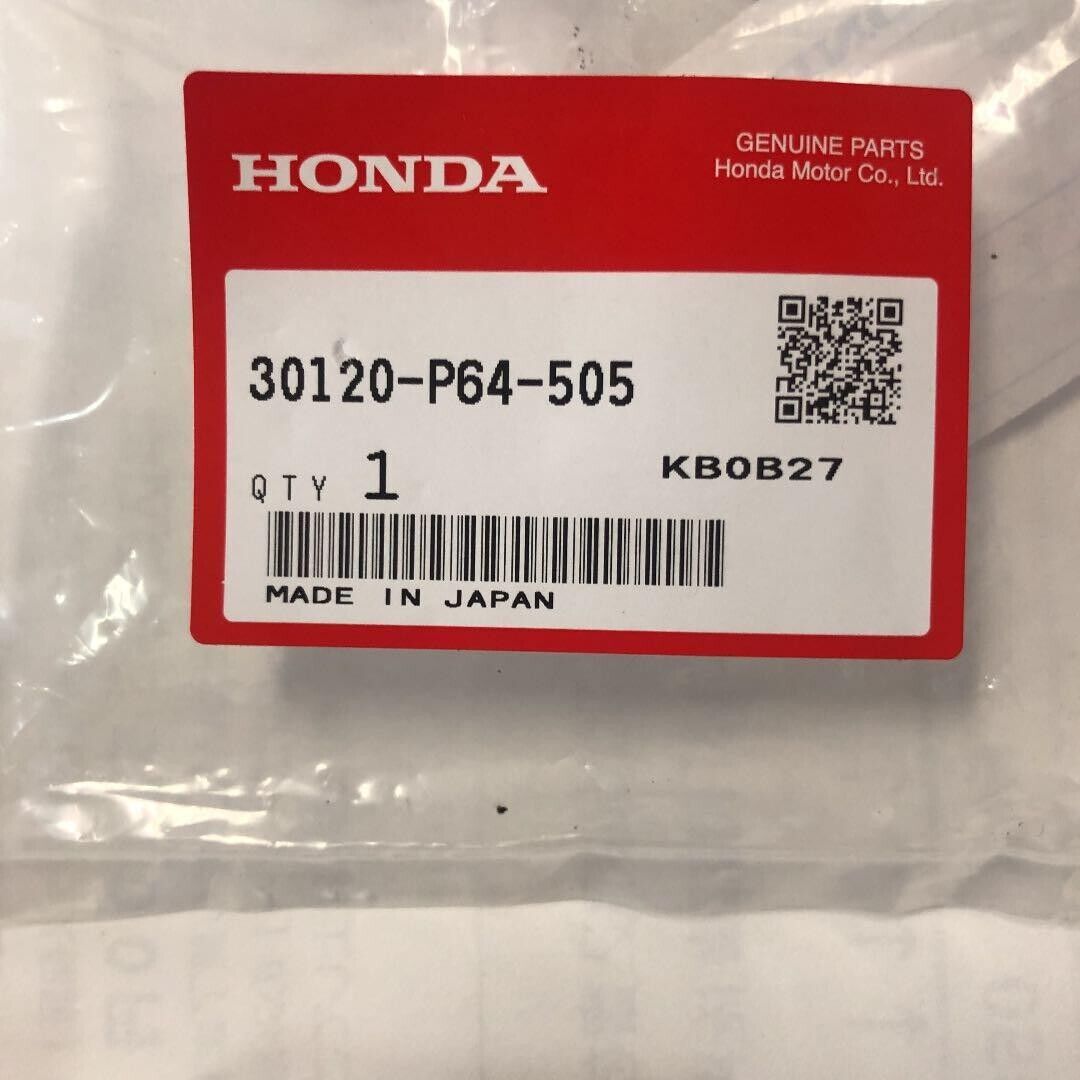 HONDA
GENUINE PARTS
Honda Motor Co., Ltd.
30120-P64-505
KB0B27
QTY 1
MADE IN JAPAN